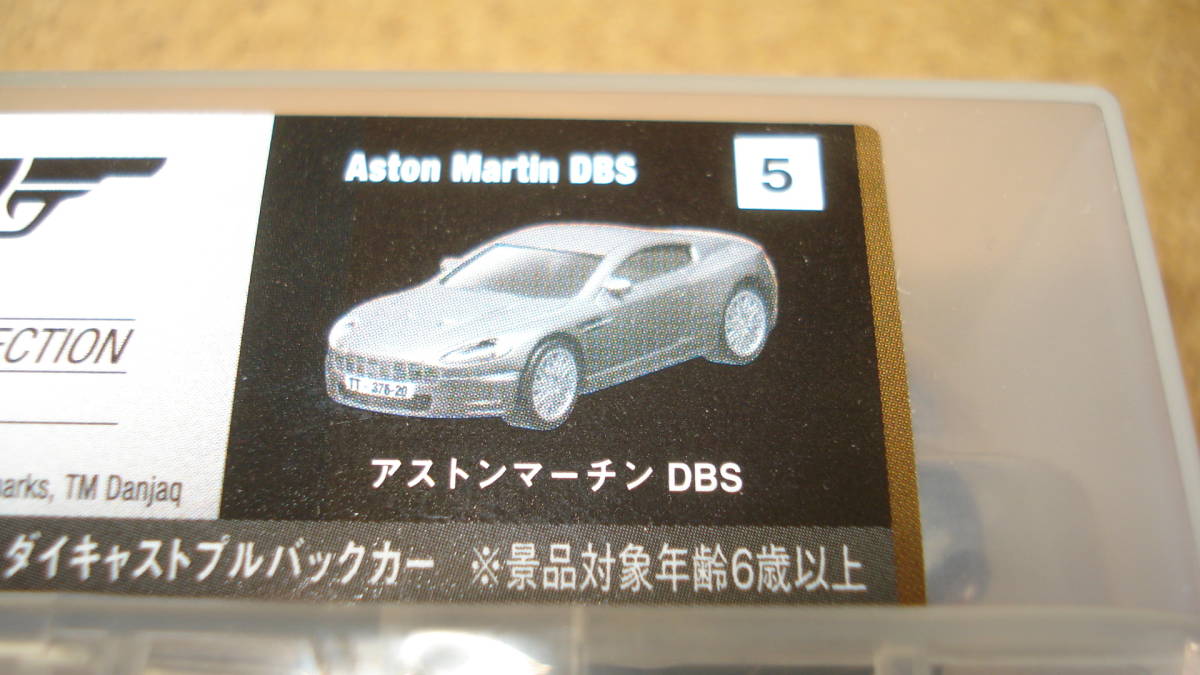 Aston Martin DBS
5
TT·378-20
アストンマーチン DBS
TM Danjaq
ダイキャストプルバックカー ※景品対象年齢6歳以上